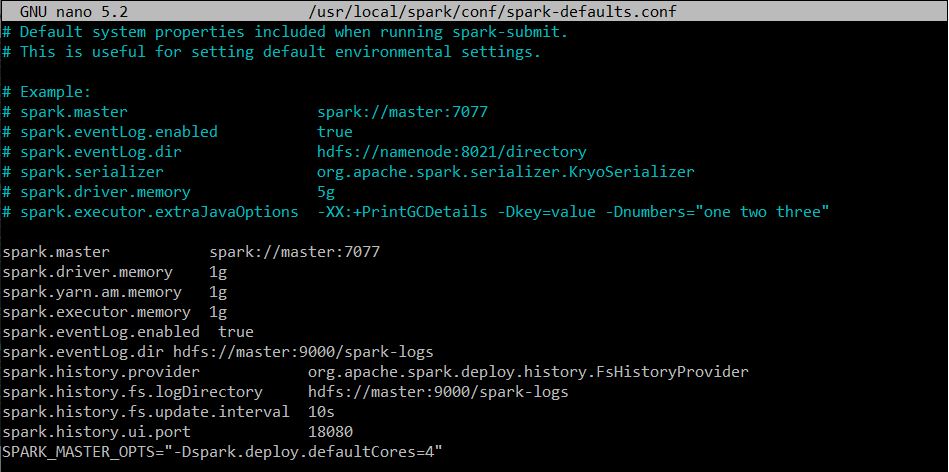 GNU nano 5.2 /usr/local/spark/conf/spark-defaults.conf
# Default system properties included when running spark-submit.
# This is useful for setting default environmental settings.
# Example:
# spark.master spark://master:7077
# spark.eventLog.enabled true
# spark.eventLog.dir hdfs://namenode:8021/directory
# spark.serializer org.apache.spark.serializer.KryoSerializer
# spark.driver.memory 5g
# spark.executor.extraJavaOptions -XX:+PrintGCDetails -Dkey=value -Dnumbers="one two three"
spark.master spark://master:7077
spark.driver.memory 1g
spark.yarn.am.memory 1g
spark.executor.memory 1g
spark.eventLog.enabled true
spark.eventLog.dir hdfs://master:9000/spark-logs
spark.history.provider org.apache.spark.deploy.history.FsHistoryProvider
spark.history.fs.logDirectory hdfs://master:9000/spark-logs
spark.history.fs.update.interval 10s
spark.history.ui.port 18080
SPARK_MASTER_OPTS="-Dspark.deploy.defaultCores=4"